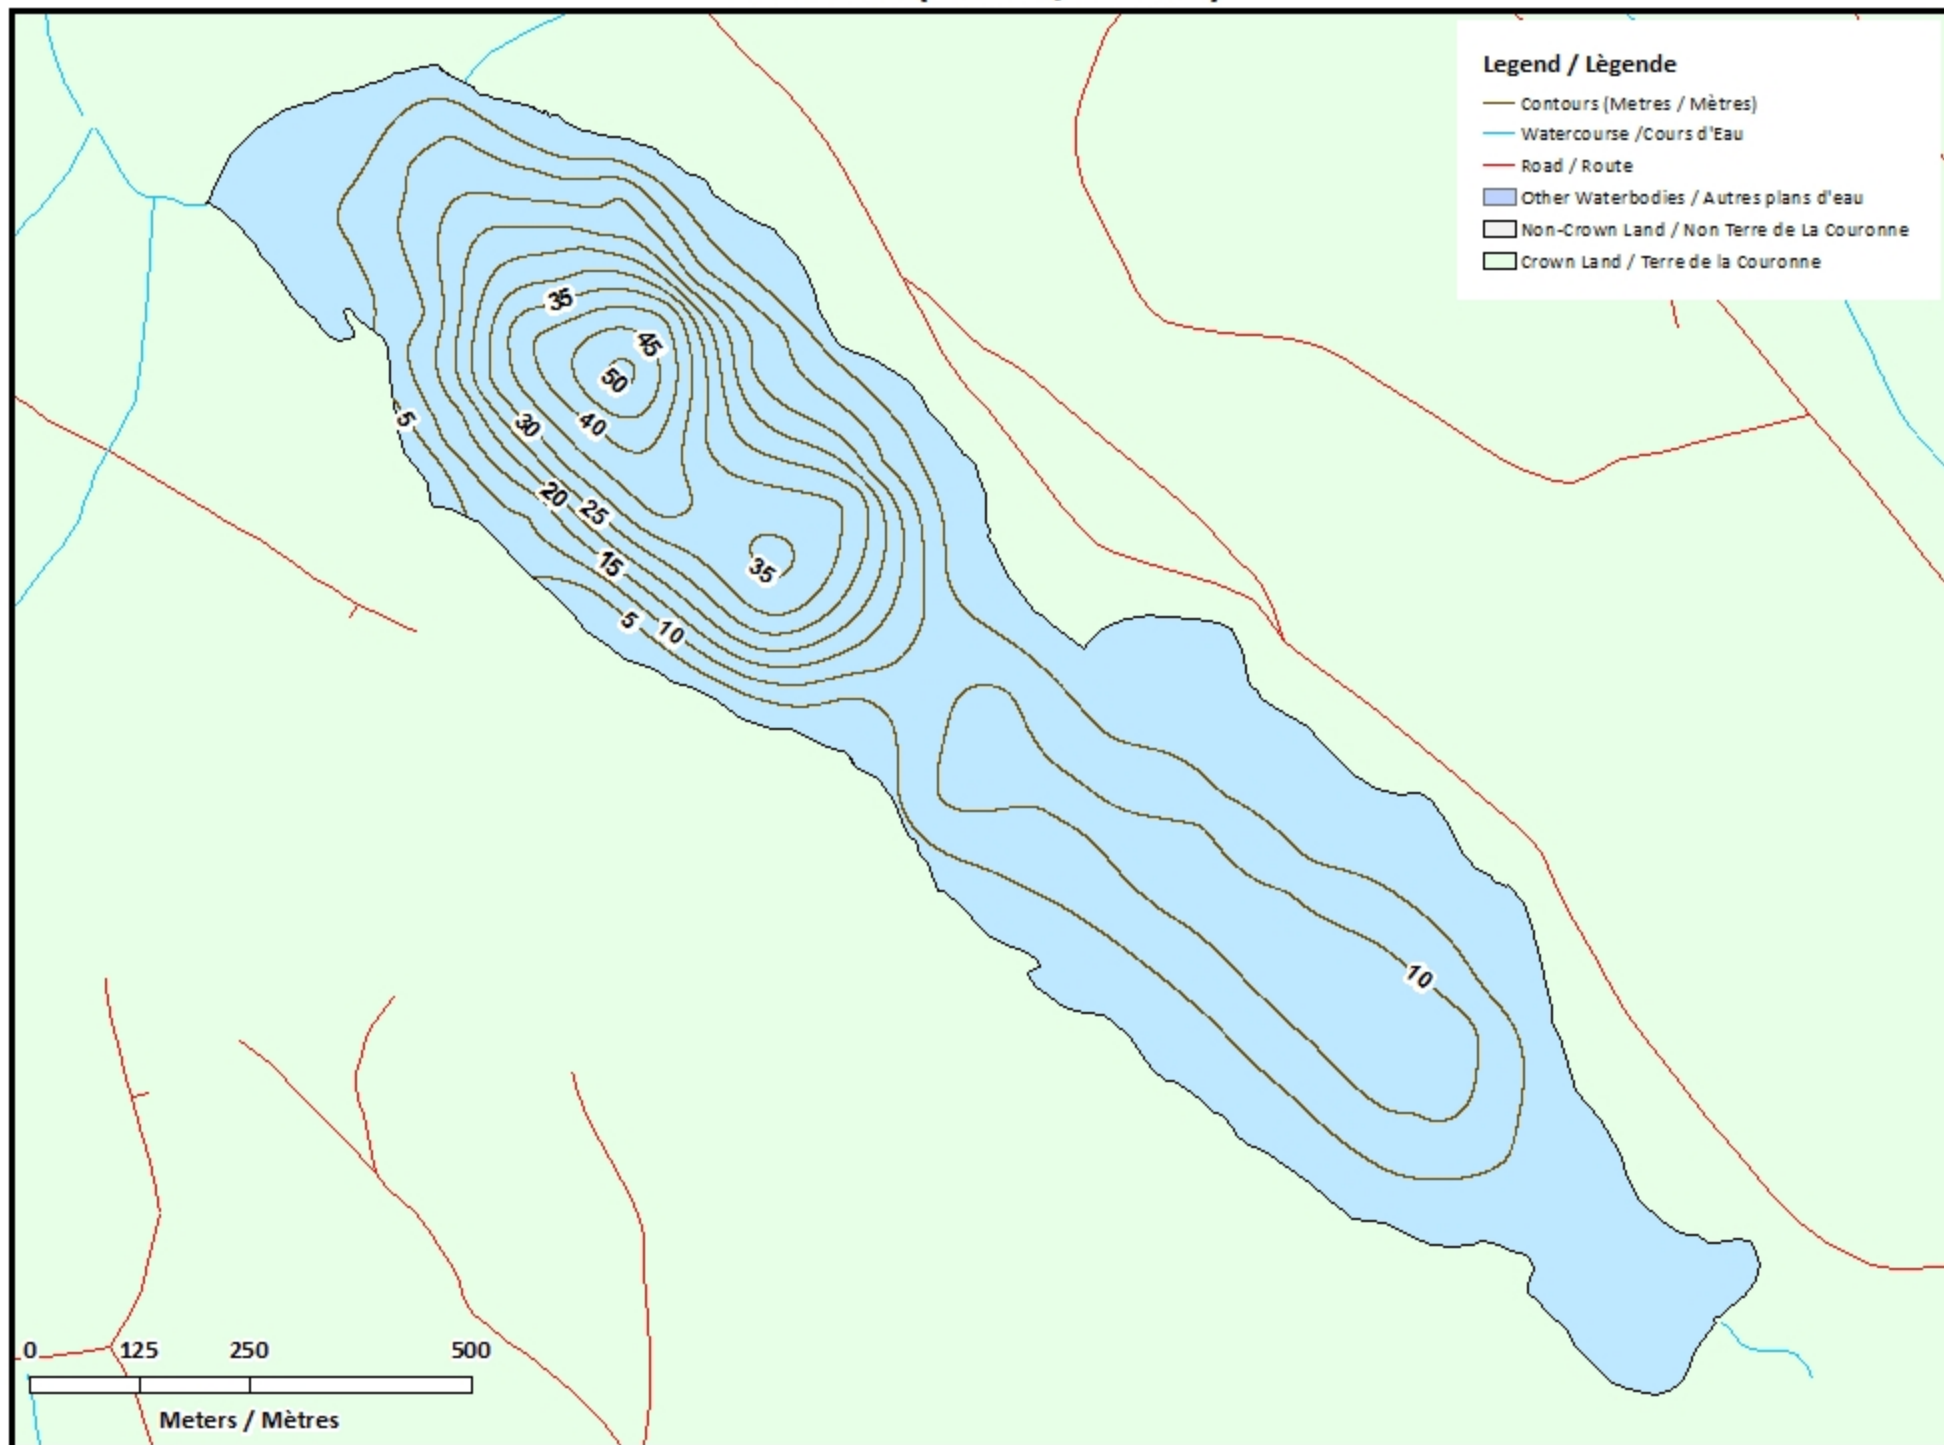 Legend / Lègende
Contours (Metres / Mètres)
Watercourse /Cours d'Eau
Road / Route
Other Waterbodies / Autres plans d'eau
Non-Crown Land / Non Terre de La Couronne
Crown Land / Terre de la Couronne
35
45
50
5
30
40
20
25
15
35
5
10
10
0 125 250 500
Meters / Mètres